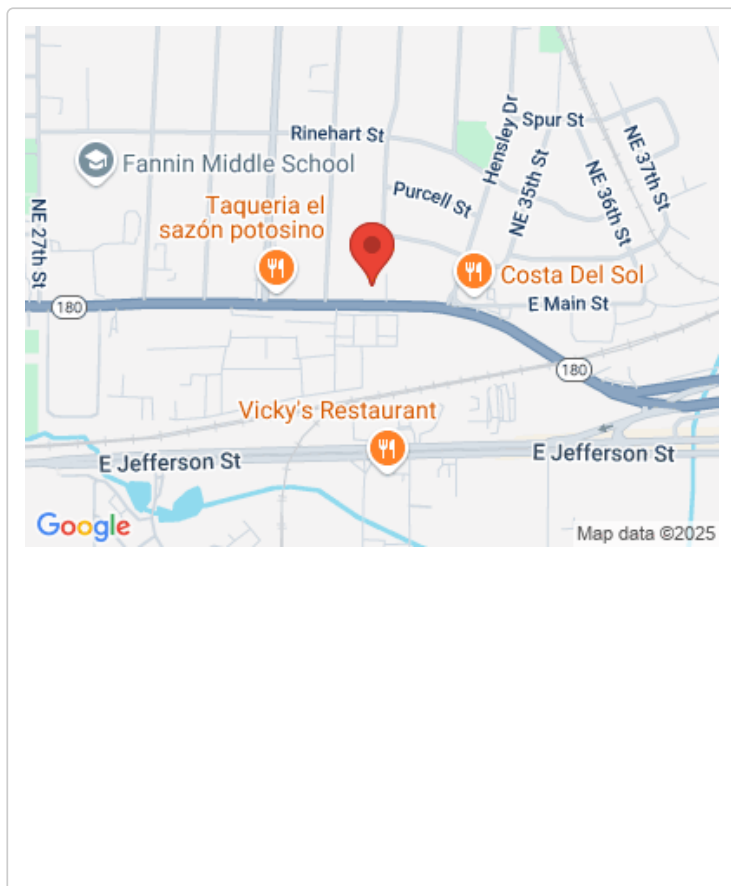 Rinehart St
Spur St
Hensley Dr
NE 37th St
Fannin Middle School
Purcell St
NE 35th St
NE 36th St
Taqueria el
sazón potosino
NE 27th St
Costa Del Sol
E Main St
180
180
Vicky's Restaurant
E Jefferson St
E Jefferson St
Google
Map data ©2025